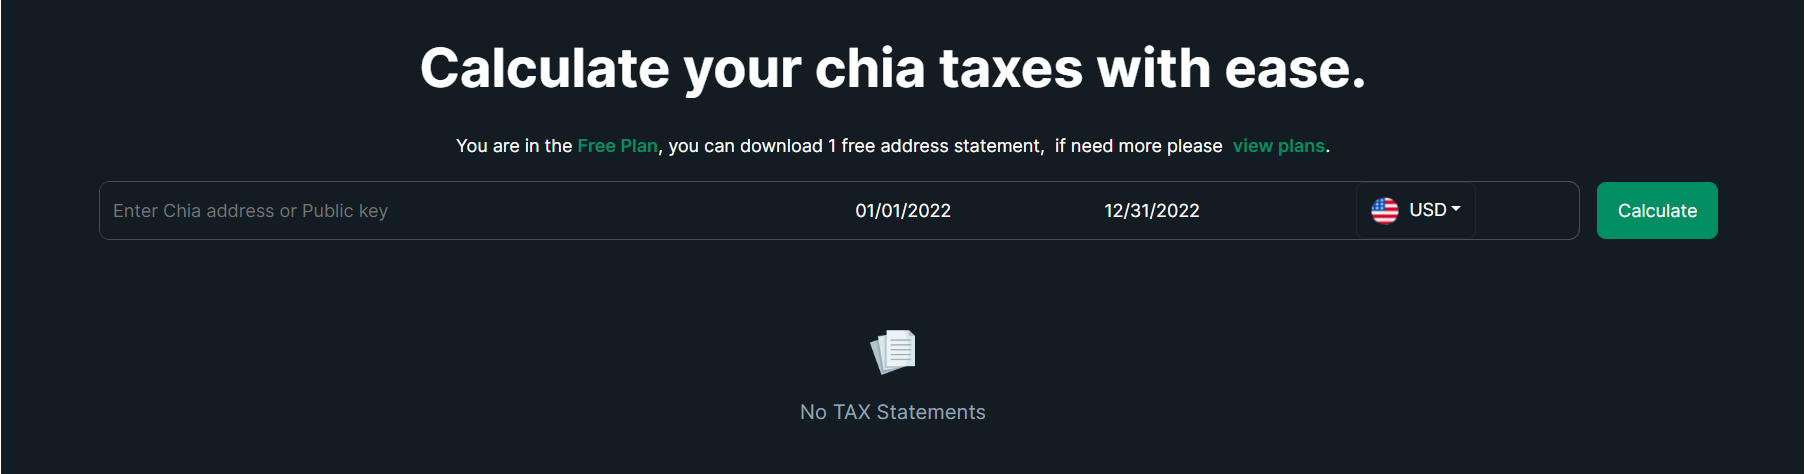 Calculate your chia taxes with ease.
You are in the Free Plan, you can download 1 free address statement, if need more please view plans.
Enter Chia address or Public key 01/01/2022 12/31/2022 USD Calculate
No TAX Statements